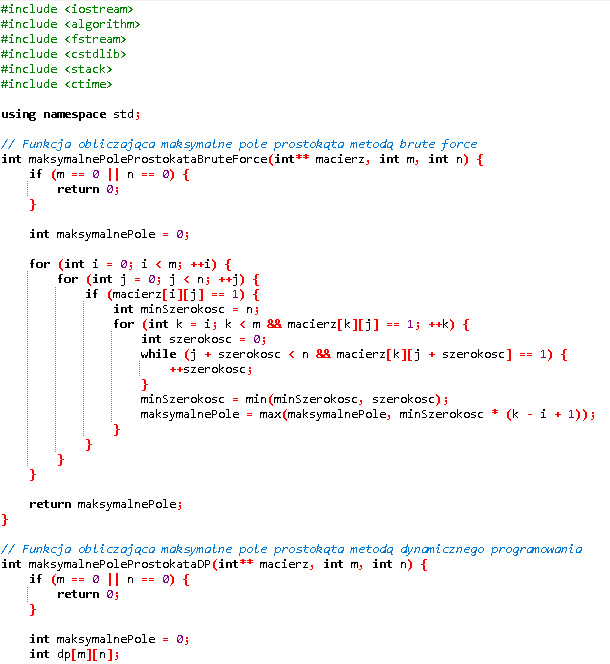 #include <iostream>
#include <algorithm>
#include <fstream>
#include <cstdlib>
#include <stack>
#include <ctime>

using namespace std;

// Funkcja obliczająca maksymalne pole prostokąta metodą brute force
int maksymalnePoleProstokataBruteForce(int** macierz, int m, int n) {
    if (m == 0 || n == 0) {
        return 0;
    }

    int maksymalnePole = 0;

    for (int i = 0; i < m; ++i) {
        for (int j = 0; j < n; ++j) {
            if (macierz[i][j] == 1) {
                int minSzerokosc = n;
                for (int k = i; k < m && macierz[k][j] == 1; ++k) {
                    int szerokosc = 0;
                    while (j + szerokosc < n && macierz[k][j + szerokosc] == 1) {
                        ++szerokosc;
                    }
                    minSzerokosc = min(minSzerokosc, szerokosc);
                    maksymalnePole = max(maksymalnePole, minSzerokosc * (k - i + 1));
                }
            }
        }
    }

    return maksymalnePole;
}

// Funkcja obliczająca maksymalne pole prostokąta metodą dynamicznego programowania
int maksymalnePoleProstokataDP(int** macierz, int m, int n) {
    if (m == 0 || n == 0) {
        return 0;
    }

    int maksymalnePole = 0;
    int dp[m][n];